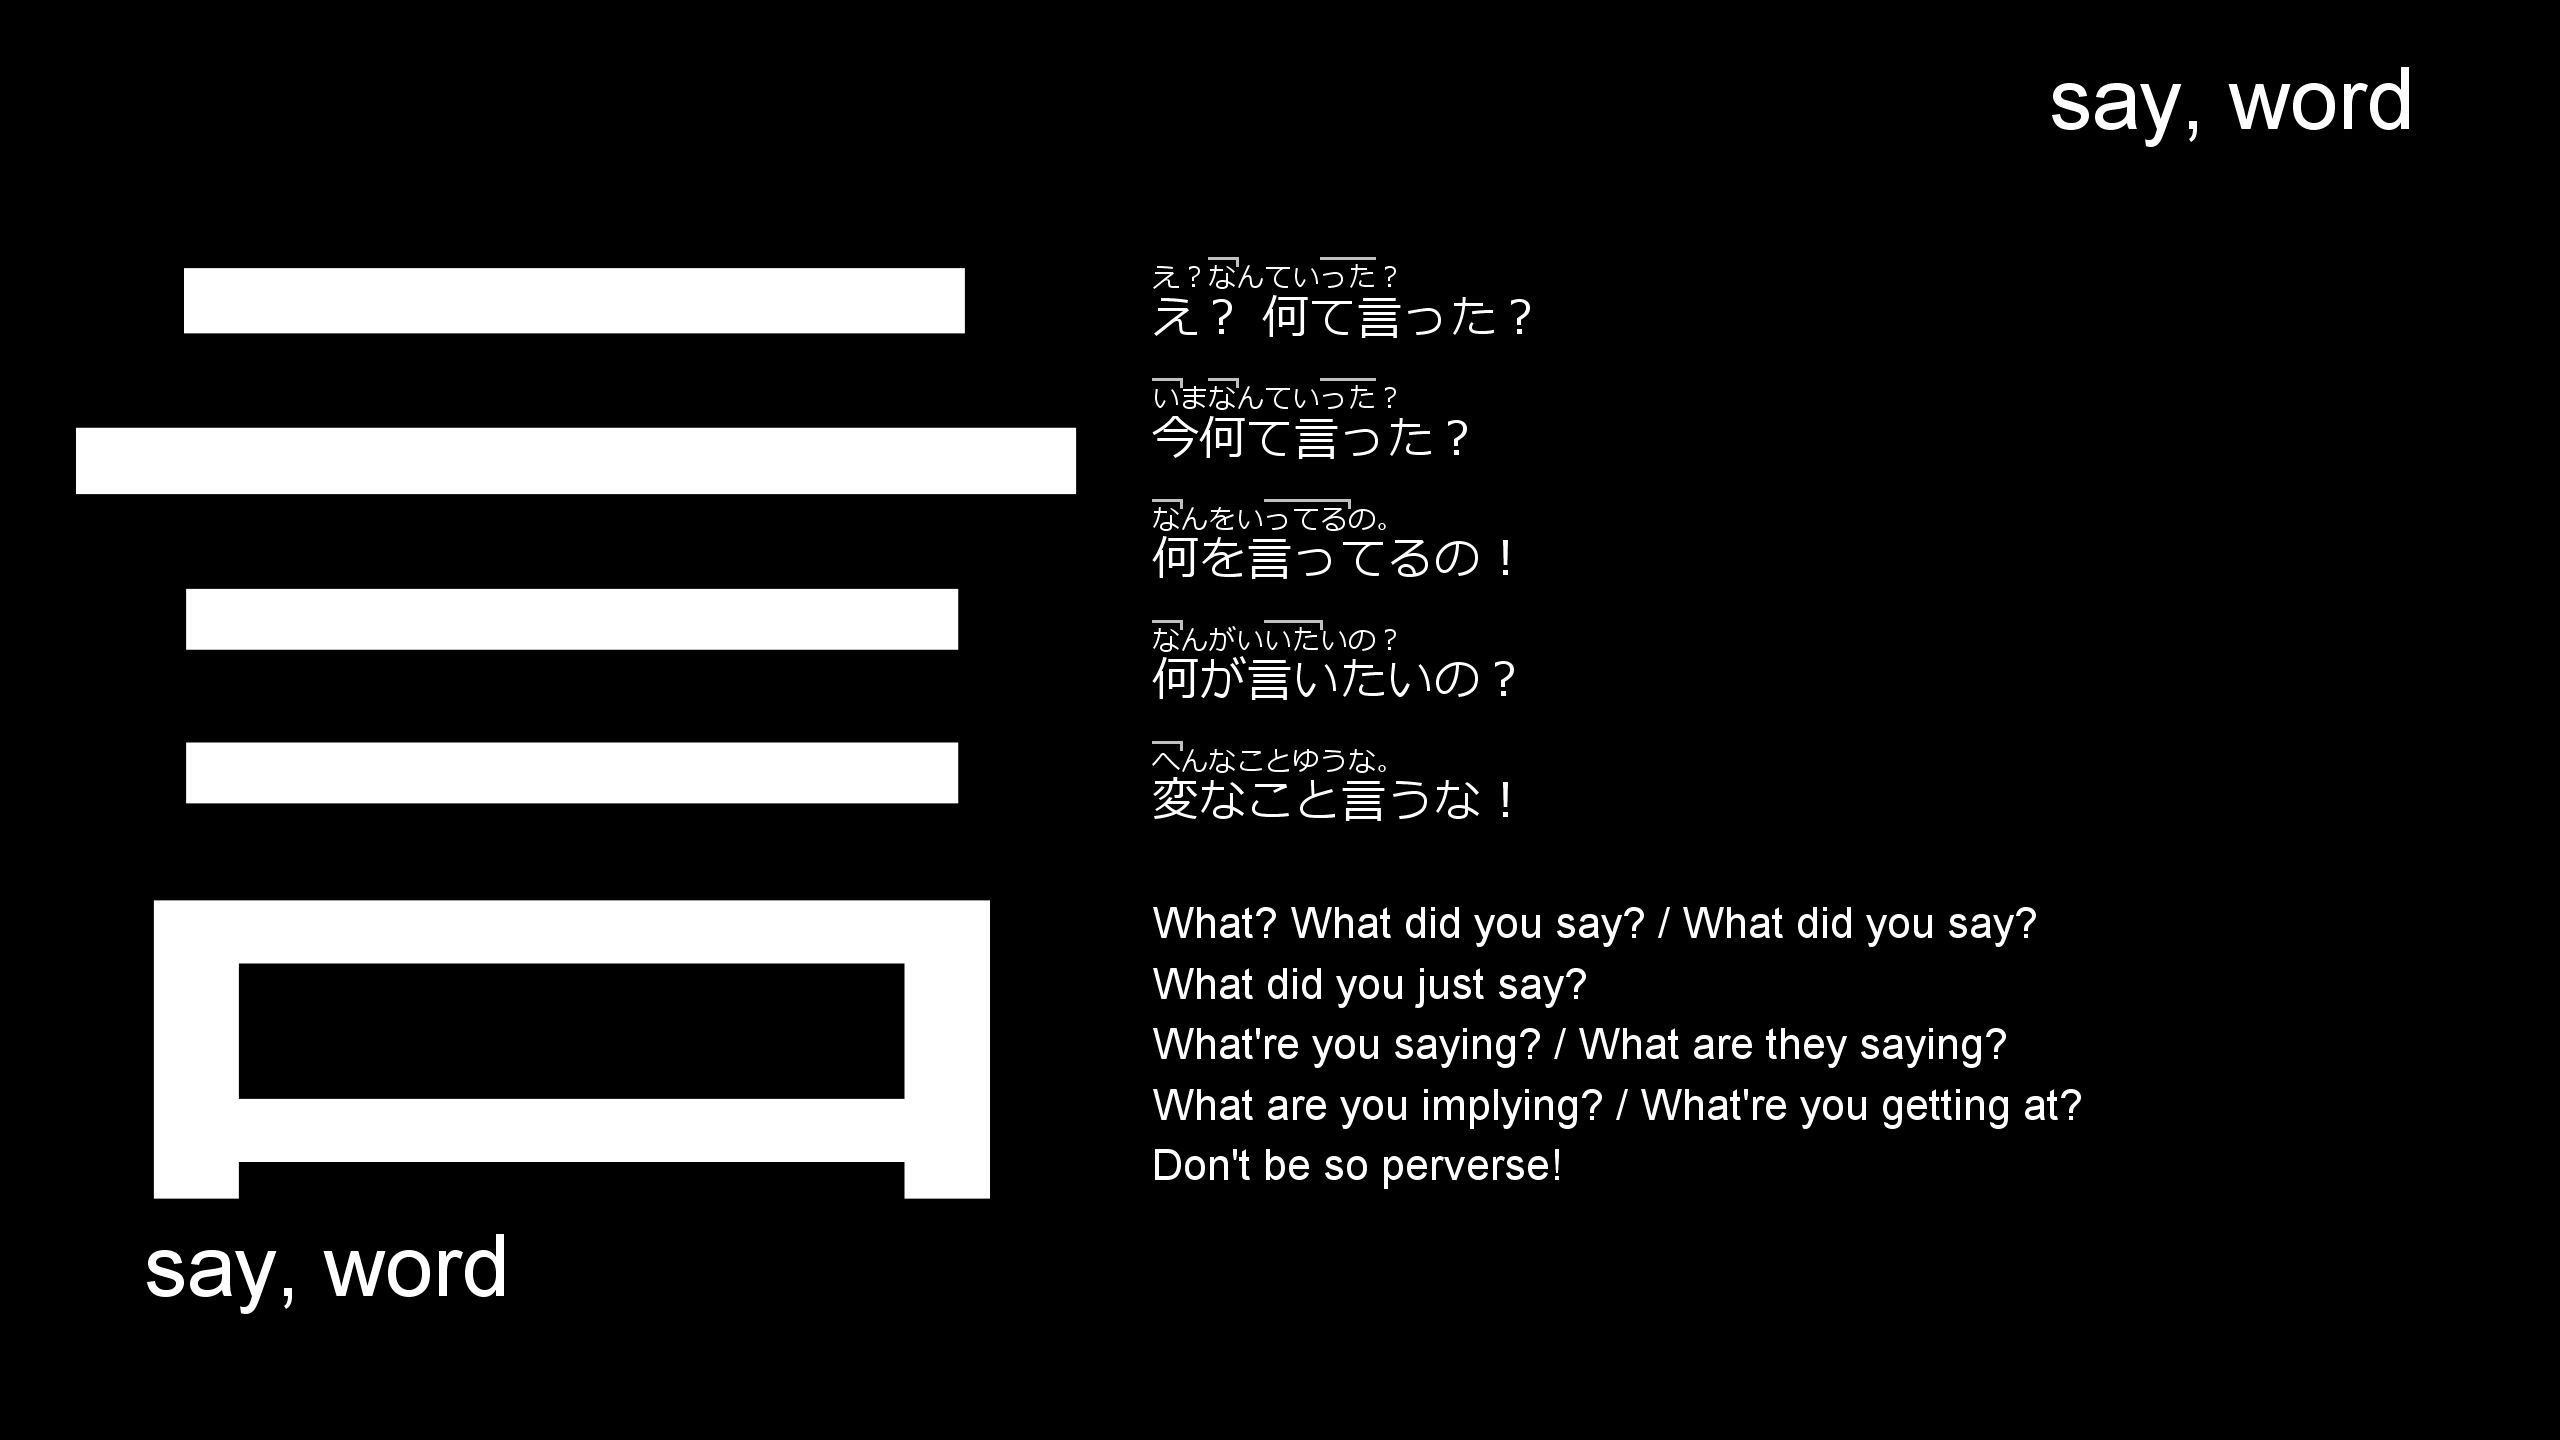 say, word
言
え？なんていった？
え？ 何て言った？
いまなんていった？
今何て言った？
なんをいってるの。
何を言ってるの！
なんがいいたいの？
何が言いたいの？
へんなことゆうな。
変なこと言うな！
What? What did you say? / What did you say?
What did you just say?
What're you saying? / What are they saying?
What are you implying? / What're you getting at?
Don't be so perverse!
say, word